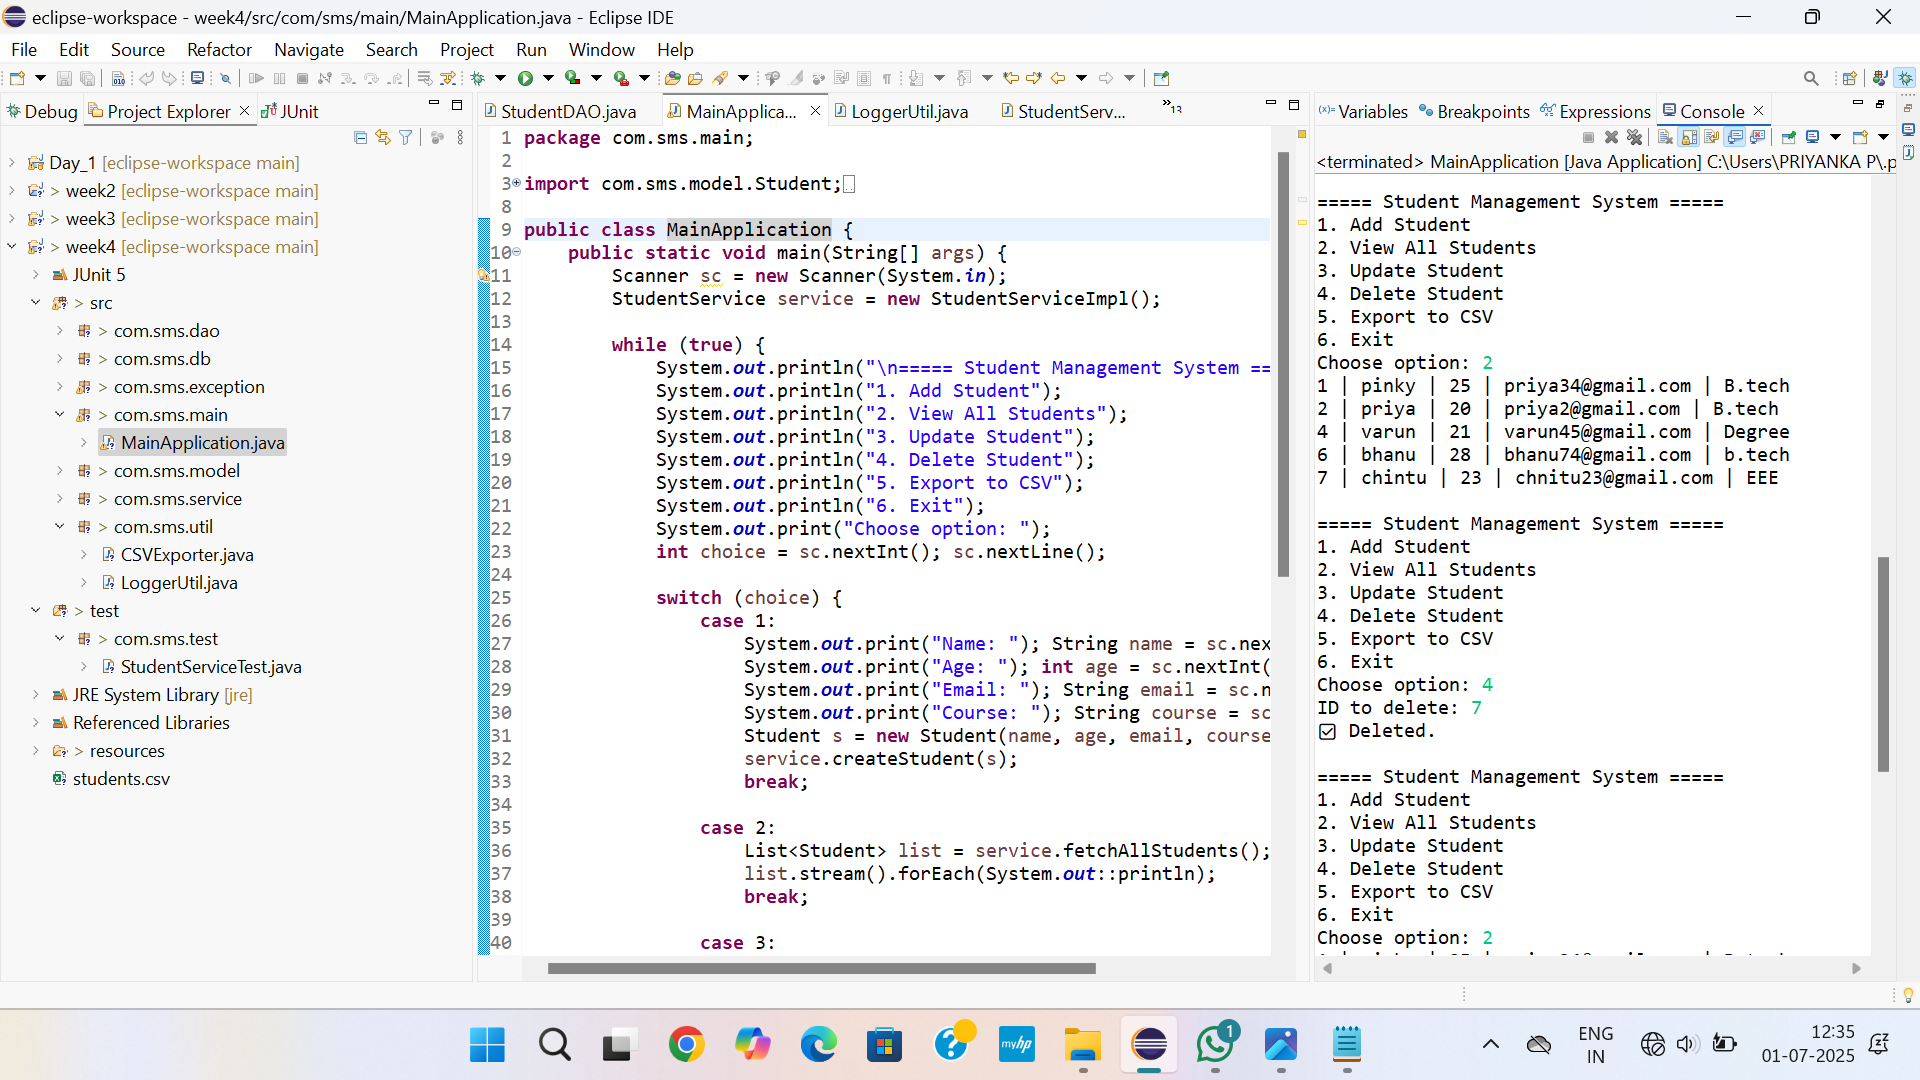 eclipse-workspace - week4/src/com/sms/main/MainApplication.java - Eclipse IDE
File Edit Source Refactor Navigate Search Project Run Window Help
Debug Project Explorer JUnit
Day_1 [eclipse-workspace main]
> week2 [eclipse-workspace main]
> week3 [eclipse-workspace main]
> week4 [eclipse-workspace main]
JUnit 5
> src
> com.sms.dao
> com.sms.db
> com.sms.exception
> com.sms.main
MainApplication.java
> com.sms.model
> com.sms.service
> com.sms.util
CSVExporter.java
LoggerUtil.java
> test
> com.sms.test
StudentServiceTest.java
JRE System Library [jre]
Referenced Libraries
> resources
students.csv
StudentDAO.java MainApplica... LoggerUtil.java StudentServ... »13
1 package com.sms.main;
2
3 import com.sms.model.Student;
8
9 public class MainApplication {
10 public static void main(String[] args) {
11 Scanner sc = new Scanner(System.in);
12 StudentService service = new StudentServiceImpl();
13
14 while (true) {
15 System.out.println("\n===== Student Management System ==
16 System.out.println("1. Add Student");
17 System.out.println("2. View All Students");
18 System.out.println("3. Update Student");
19 System.out.println("4. Delete Student");
20 System.out.println("5. Export to CSV");
21 System.out.println("6. Exit");
22 System.out.print("Choose option: ");
23 int choice = sc.nextInt(); sc.nextLine();
24
25 switch (choice) {
26 case 1:
27 System.out.print("Name: "); String name = sc.nex
28 System.out.print("Age: "); int age = sc.nextInt(
29 System.out.print("Email: "); String email = sc.n
30 System.out.print("Course: "); String course = sc
31 Student s = new Student(name, age, email, course
32 service.createStudent(s);
33 break;
34
35 case 2:
36 List<Student> list = service.fetchAllStudents();
37 list.stream().forEach(System.out::println);
38 break;
39
40 case 3:
Variables Breakpoints Expressions Console
<terminated> MainApplication [Java Application] C:\Users\PRIYANKA P\.p
===== Student Management System =====
1. Add Student
2. View All Students
3. Update Student
4. Delete Student
5. Export to CSV
6. Exit
Choose option: 2
1 | pinky | 25 | priya34@gmail.com | B.tech
2 | priya | 20 | priya2@gmail.com | B.tech
4 | varun | 21 | varun45@gmail.com | Degree
6 | bhanu | 28 | bhanu74@gmail.com | b.tech
7 | chintu | 23 | chnitu23@gmail.com | EEE
===== Student Management System =====
1. Add Student
2. View All Students
3. Update Student
4. Delete Student
5. Export to CSV
6. Exit
Choose option: 4
ID to delete: 7
☑ Deleted.
===== Student Management System =====
1. Add Student
2. View All Students
3. Update Student
4. Delete Student
5. Export to CSV
6. Exit
Choose option: 2
myhp
1
ENG
IN
12:35
01-07-2025